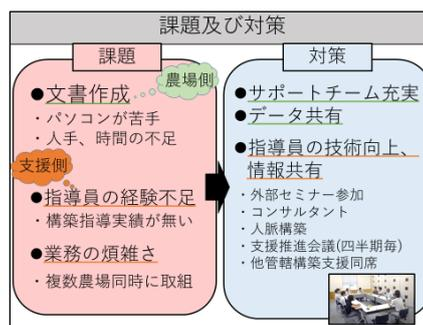 課題及び対策
課題
農場側
●文書作成
・パソコンが苦手
・人手、時間の不足
支援側
●指導員の経験不足
・構築指導実績が無い
●業務の煩雑さ
・複数農場同時に取組
対策
●サポートチーム充実
●データ共有
●指導員の技術向上、
情報共有
・外部セミナー参加
・コンサルタント
・人脈構築
・支援推進会議(四半期毎)
・他管轄構築支援同席